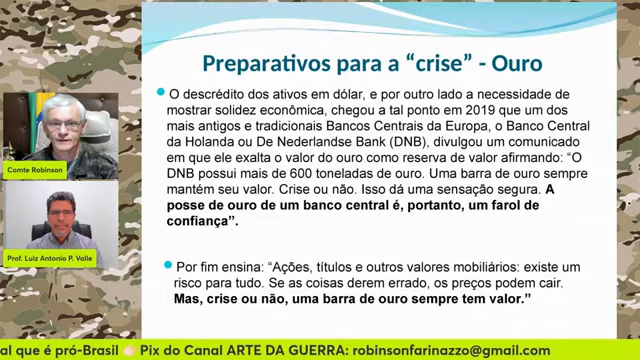 Preparativos para a “crise” - Ouro
O descrédito dos ativos em dólar, e por outro lado a necessidade de
mostrar solidez econômica, chegou a tal ponto em 2019 que um dos
mais antigos e tradicionais Bancos Centrais da Europa, o Banco Central
da Holanda ou De Nederlandse Bank (DNB), divulgou um comunicado
em que ele exalta o valor do ouro como reserva de valor afirmando: “O
DNB possui mais de 600 toneladas de ouro. Uma barra de ouro sempre
mantém seu valor. Crise ou não. Isso dá uma sensação segura. A
posse de ouro de um banco central é, portanto, um farol de
confiança”.
Por fim ensina: “Ações, títulos e outros valores mobiliários: existe um
risco para tudo. Se as coisas derem errado, os preços podem cair.
Mas, crise ou não, uma barra de ouro sempre tem valor.”
Comte Robinson
Prof. Luiz Antonio P. Valle
al que é pró-Brasil 👉🏻 Pix do Canal ARTE DA GUERRA: robinsonfarinazzo@gmail.com